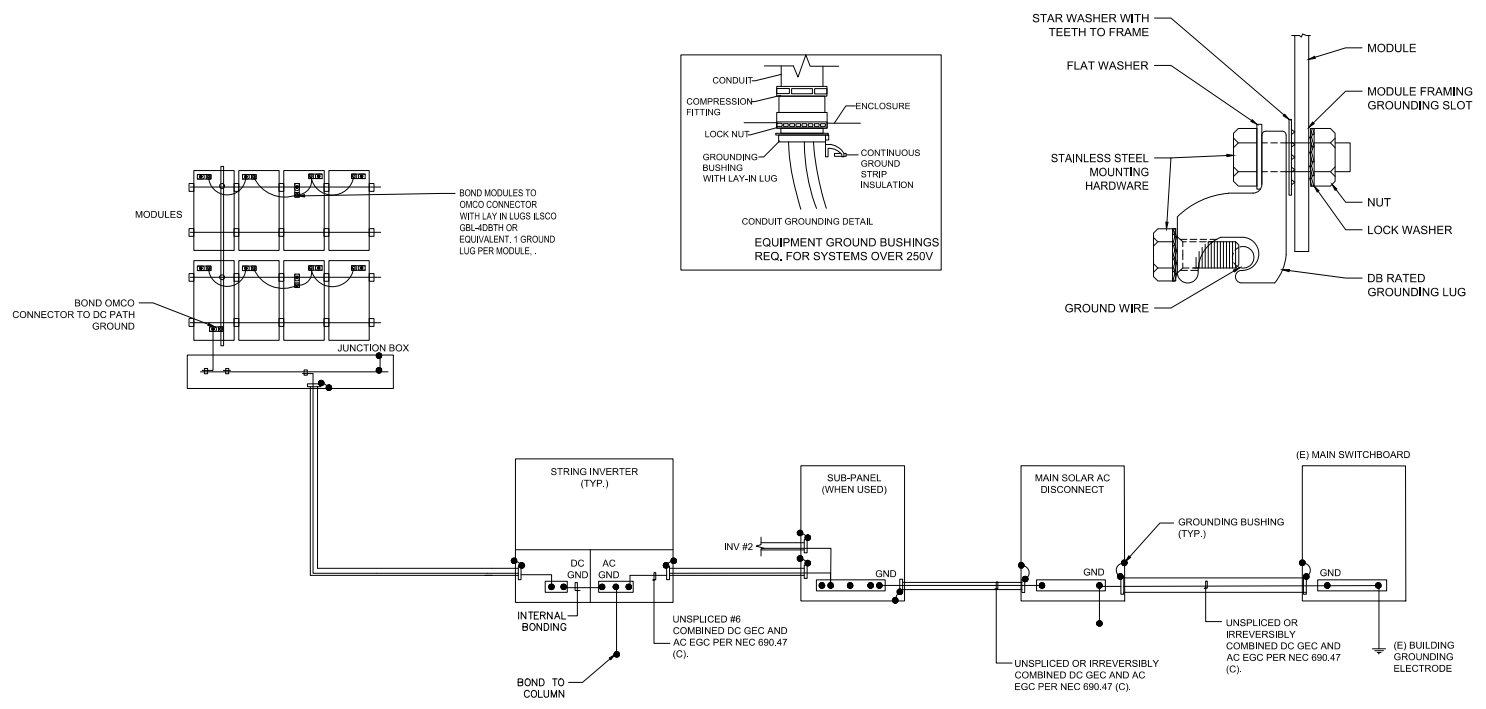 STAR WASHER WITH
TEETH TO FRAME
FLAT WASHER
MODULE
MODULE FRAMING
GROUNDING SLOT
STAINLESS STEEL
MOUNTING
HARDWARE
NUT
LOCK WASHER
DB RATED
GROUNDING LUG
GROUND WIRE
CONDUIT
COMPRESSION
FITTING
ENCLOSURE
LOCK NUT
GROUNDING
BUSHING
WITH LAY-IN LUG
CONTINUOUS
GROUND
STRIP
INSULATION
CONDUIT GROUNDING DETAIL
EQUIPMENT GROUND BUSHINGS
REQ. FOR SYSTEMS OVER 250V
MODULES
BOND MODULES TO
OMCO CONNECTOR
WITH LAY IN LUGS ILSCO
GBL-4DBTH OR
EQUIVALENT. 1 GROUND
LUG PER MODULE, .
BOND OMCO
CONNECTOR TO DC PATH
GROUND
JUNCTION BOX
STRING INVERTER
(TYP.)
DC
GND
AC
GND
INTERNAL
BONDING
BOND TO
COLUMN
UNSPLICED #6
COMBINED DC GEC AND
AC EGC PER NEC 690.47
(C).
INV #2
SUB-PANEL
(WHEN USED)
GND
MAIN SOLAR AC
DISCONNECT
GND
UNSPLICED OR IRREVERSIBLY
COMBINED DC GEC AND AC
EGC PER NEC 690.47 (C).
GROUNDING BUSHING
(TYP.)
UNSPLICED OR
IRREVERSIBLY
COMBINED DC GEC AND
AC EGC PER NEC 690.47
(C).
(E) MAIN SWITCHBOARD
GND
(E) BUILDING
GROUNDING
ELECTRODE